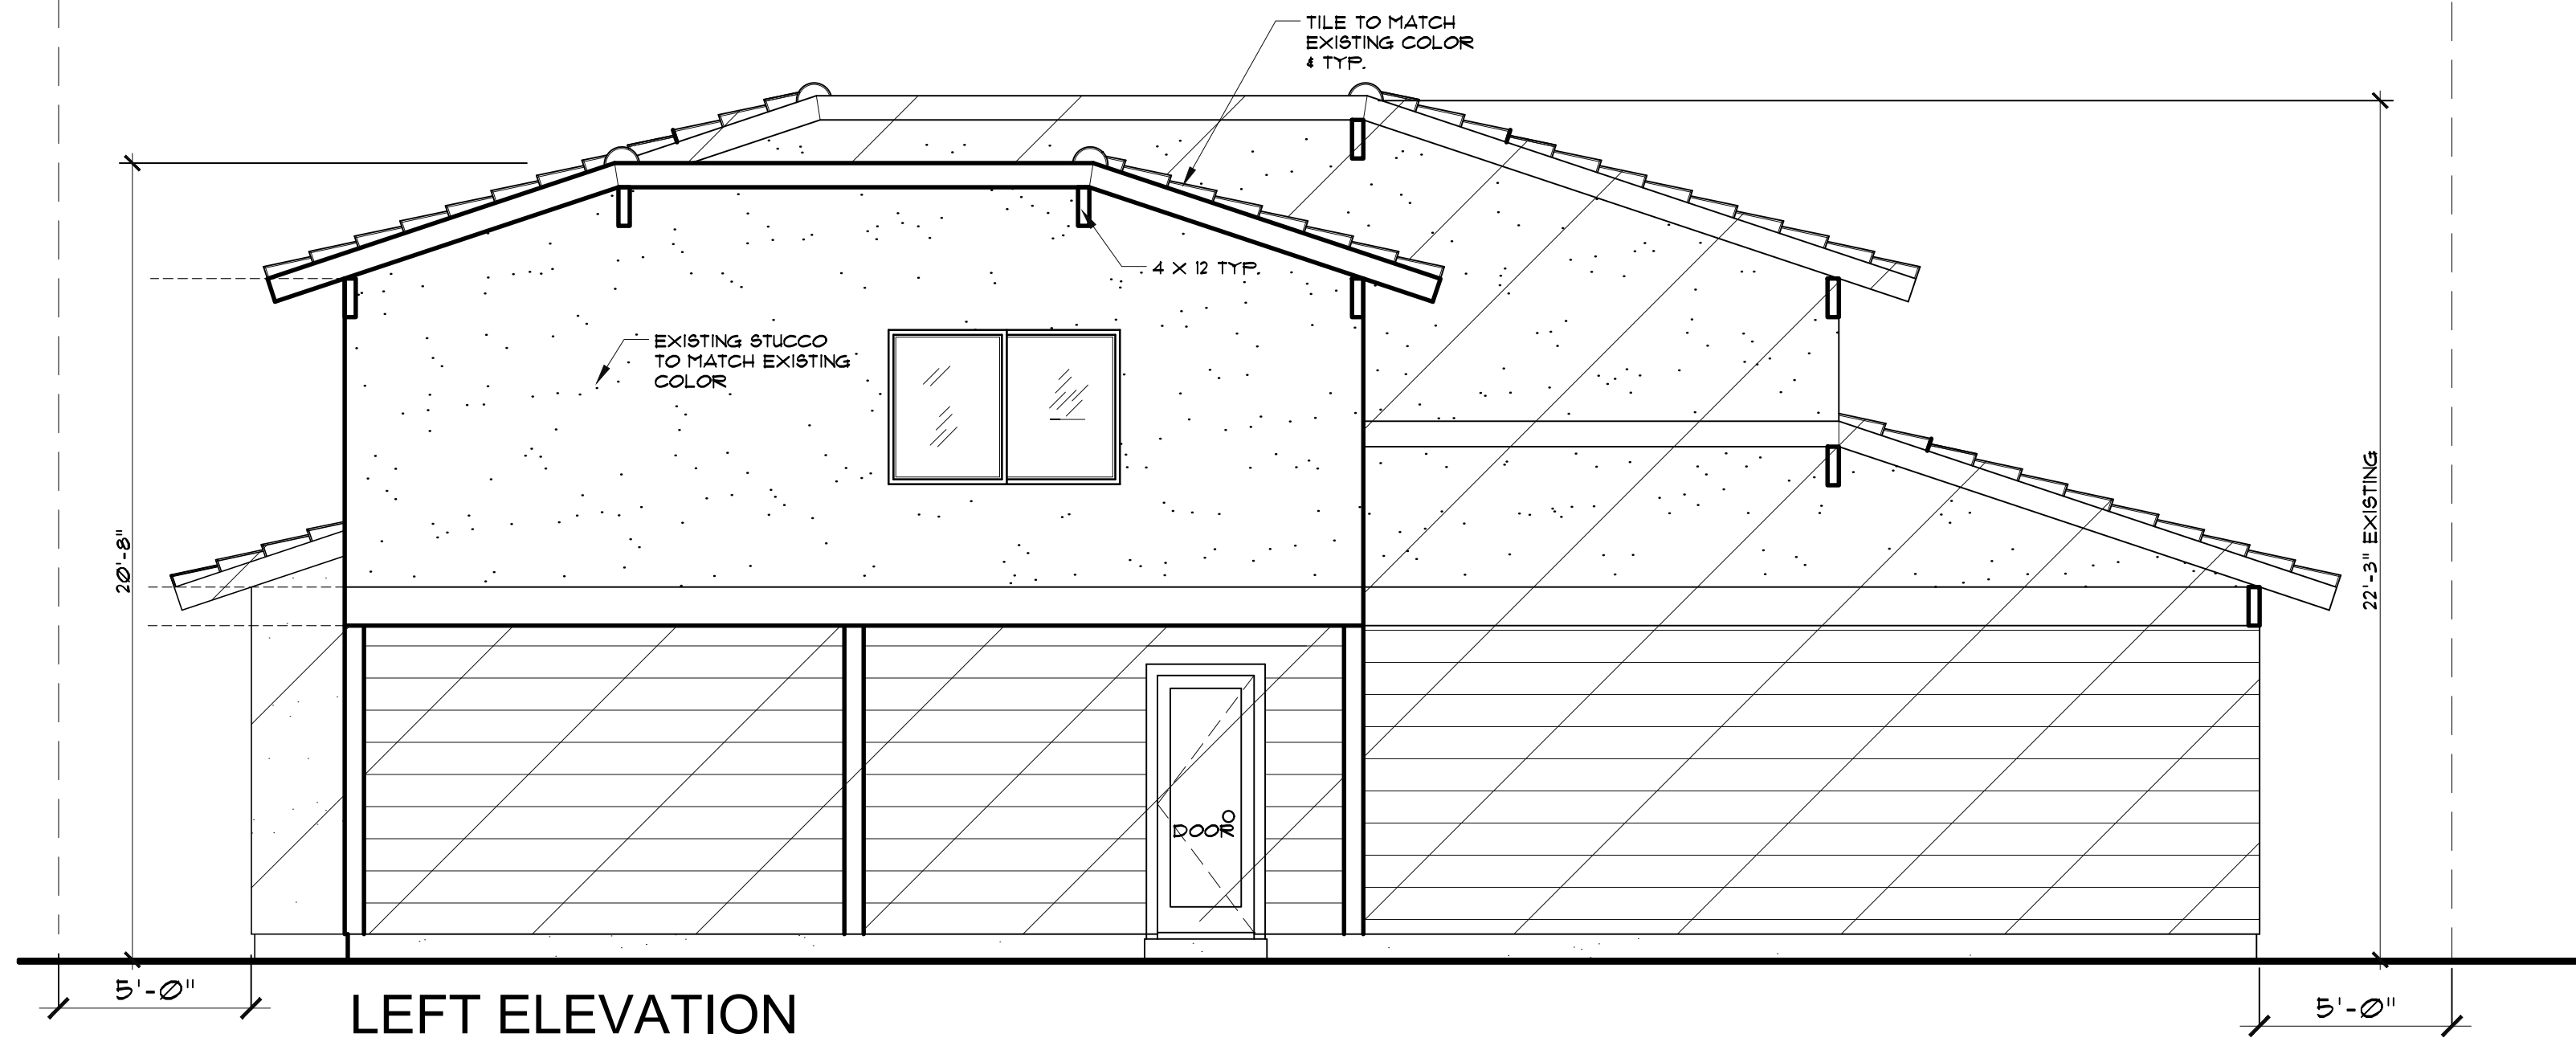 TILE TO MATCH
EXISTING COLOR
& TYP.
4 X 12 TYP.
EXISTING STUCCO
TO MATCH EXISTING
COLOR
20'-8"
22'-3" EXISTING
DOOR
5'-0"
5'-0"
LEFT ELEVATION